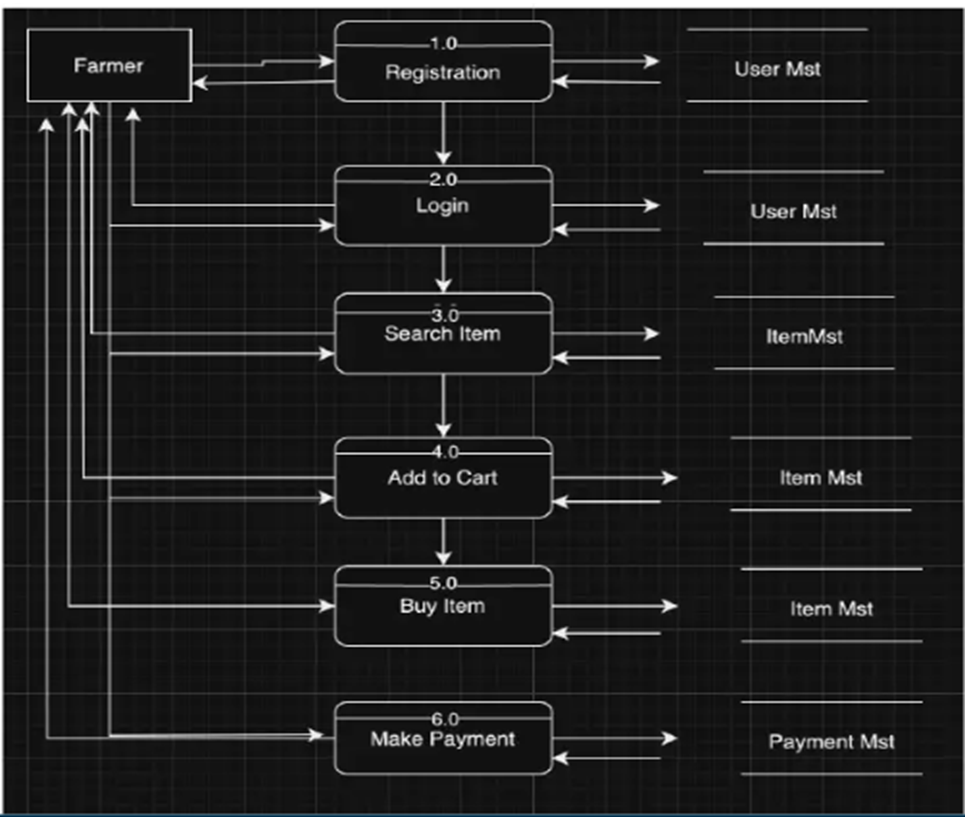 Farmer
1.0
Registration
User Mst
2.0
Login
User Mst
3.0
Search Item
ItemMst
4.0
Add to Cart
Item Mst
5.0
Buy Item
Item Mst
6.0
Make Payment
Payment Mst